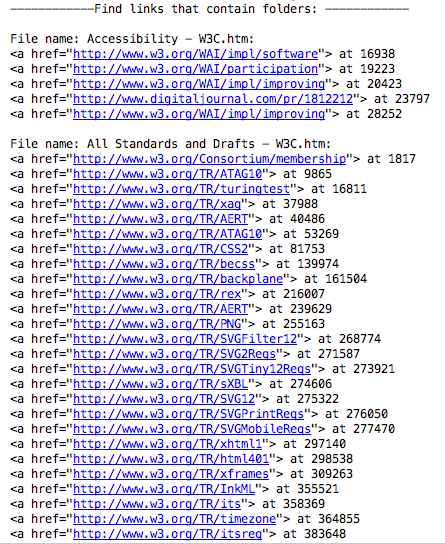 ————————————Find links that contain folders: ————————————
File name: Accessibility - W3C.htm:
<a href="http://www.w3.org/WAI/impl/software"> at 16938
<a href="http://www.w3.org/WAI/participation"> at 19223
<a href="http://www.w3.org/WAI/impl/improving"> at 20423
<a href="http://www.digitaljournal.com/pr/1812212"> at 23797
<a href="http://www.w3.org/WAI/impl/improving"> at 28252
File name: All Standards and Drafts - W3C.htm:
<a href="http://www.w3.org/Consortium/membership"> at 1817
<a href="http://www.w3.org/TR/ATAG10"> at 9865
<a href="http://www.w3.org/TR/turingtest"> at 16811
<a href="http://www.w3.org/TR/xag"> at 37988
<a href="http://www.w3.org/TR/AERT"> at 40486
<a href="http://www.w3.org/TR/ATAG10"> at 53269
<a href="http://www.w3.org/TR/CSS2"> at 81753
<a href="http://www.w3.org/TR/becss"> at 139974
<a href="http://www.w3.org/TR/backplane"> at 161504
<a href="http://www.w3.org/TR/rex"> at 216007
<a href="http://www.w3.org/TR/AERT"> at 239629
<a href="http://www.w3.org/TR/PNG"> at 255163
<a href="http://www.w3.org/TR/SVGFilter12"> at 268774
<a href="http://www.w3.org/TR/SVG2Reqs"> at 271587
<a href="http://www.w3.org/TR/SVGTiny12Reqs"> at 273921
<a href="http://www.w3.org/TR/sXBL"> at 274606
<a href="http://www.w3.org/TR/SVG12"> at 275322
<a href="http://www.w3.org/TR/SVGPrintReqs"> at 276050
<a href="http://www.w3.org/TR/SVGMobileReqs"> at 277470
<a href="http://www.w3.org/TR/xhtml1"> at 297140
<a href="http://www.w3.org/TR/html401"> at 298538
<a href="http://www.w3.org/TR/xframes"> at 309263
<a href="http://www.w3.org/TR/InkML"> at 355521
<a href="http://www.w3.org/TR/its"> at 358369
<a href="http://www.w3.org/TR/timezone"> at 364855
<a href="http://www.w3.org/TR/itsreq"> at 383648